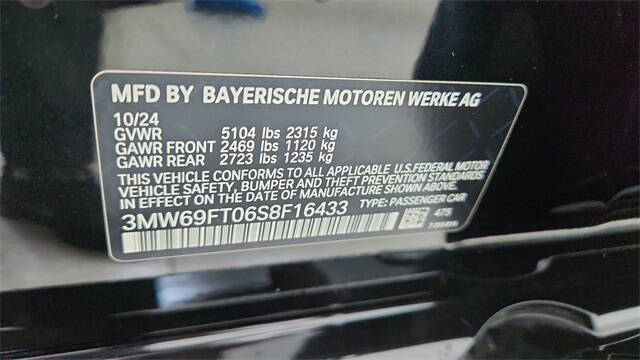 MFD BY BAYERISCHE MOTOREN WERKE AG
10/24
GVWR 5104 lbs 2315 kg
GAWR FRONT 2469 lbs 1120 kg
GAWR REAR 2723 lbs 1235 kg
THIS VEHICLE CONFORMS TO ALL APPLICABLE U.S.FEDERAL MOTOR
VEHICLE SAFETY, BUMPER AND THEFT PREVENTION STANDARDS
IN EFFECT ON THE DATE OF MANUFACTURE SHOWN ABOVE.
3MW69FT06S8F16433 TYPE: PASSENGER CAR
475